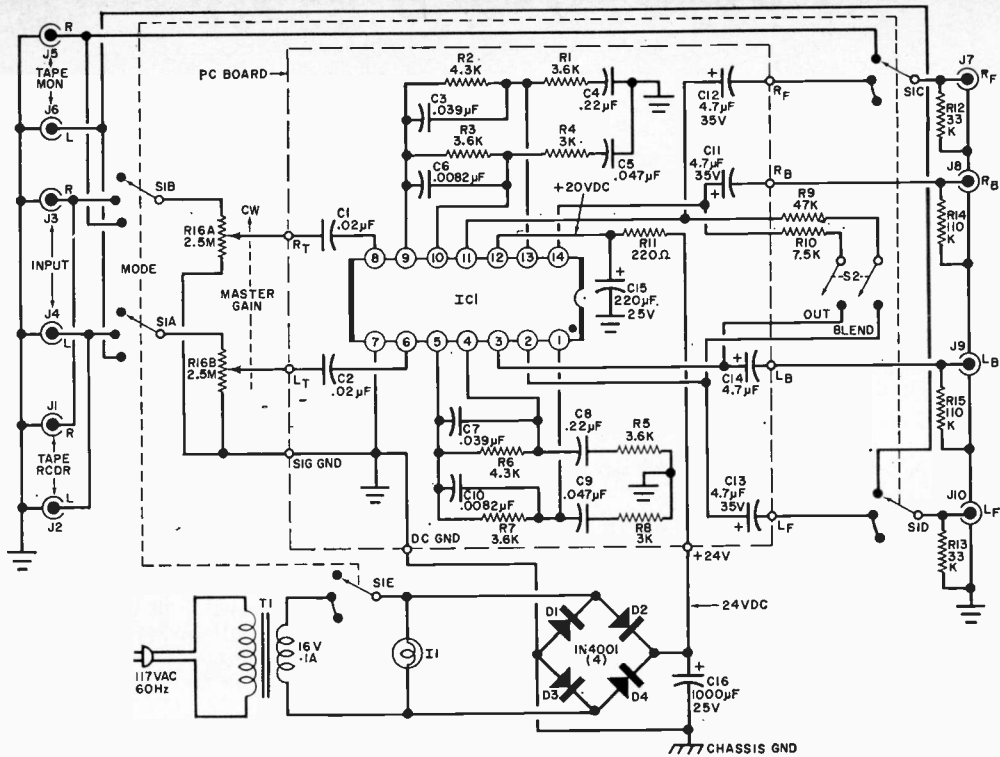 R
J5
TAPE
MON
J6
L
R
J3
INPUT
J4
L
J1
R
TAPE
RCDR
L
J2
PC BOARD
S1B
MODE
S1A
R16A
2.5M
CW
MASTER
GAIN
R16B
2.5M
RT
LT
SIG GND
C1
.02µF
C2
.02µF
R2
4.3K
R1
3.6K
C3
.039µF
C4
.22µF
R3
3.6K
R4
3K
C6
.0082µF
C5
.047µF
+20VDC
8
9
10
11
12
13
14
IC1
7
6
5
4
3
2
1
R11
220Ω
+
C15
220µF
25V
+
C12
4.7µF
35V
RF
C11
4.7µF
35V
+
RB
R9
47K
R10
7.5K
S2
OUT
BLEND
+
C14
4.7µF
LB
C13
4.7µF
35V
+
LF
C7
.039µF
R6
4.3K
C8
.22µF
R5
3.6K
C10
.0082µF
R7
3.6K
C9
.047µF
R8
3K
DC GND
+24V
S1C
J7
RF
R12
33
K
J8
RB
R14
110
K
J9
LB
R15
110
K
J10
LF
S1D
R13
33
K
S1E
T1
16V
.1A
117VAC
60Hz
I1
D1
D2
1N4001
(4)
D3
D4
24VDC
+
C16
1000µF
25V
CHASSIS GND